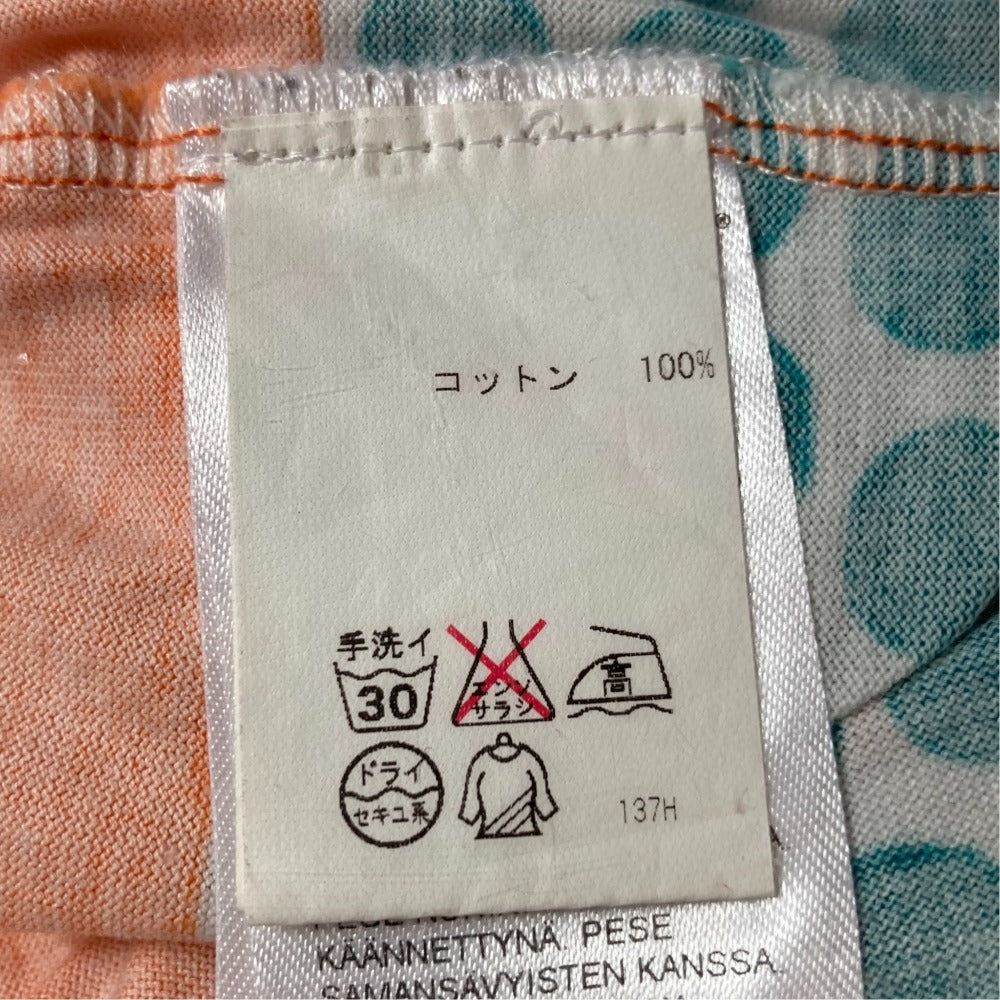 ®
コットン 100%
手洗イ
30
エンソ
サラシ
高
ドライ
セキユ系
137H
KÄÄNNETTYNÄ. PESE
SAMANSÄVYISTEN KANSSA.